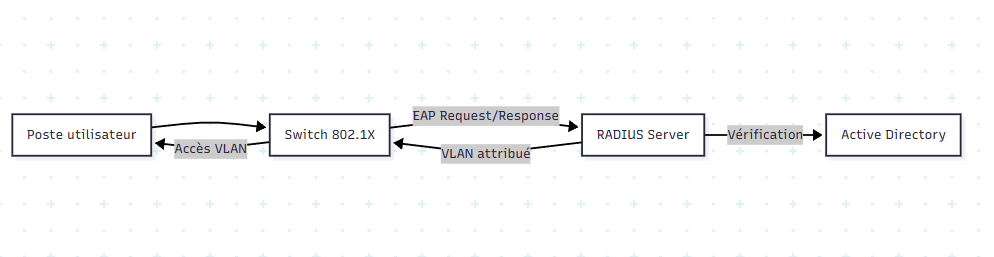 Poste utilisateur
Accès VLAN
Switch 802.1X
EAP Request/Response
VLAN attribué
RADIUS Server
Vérification
Active Directory